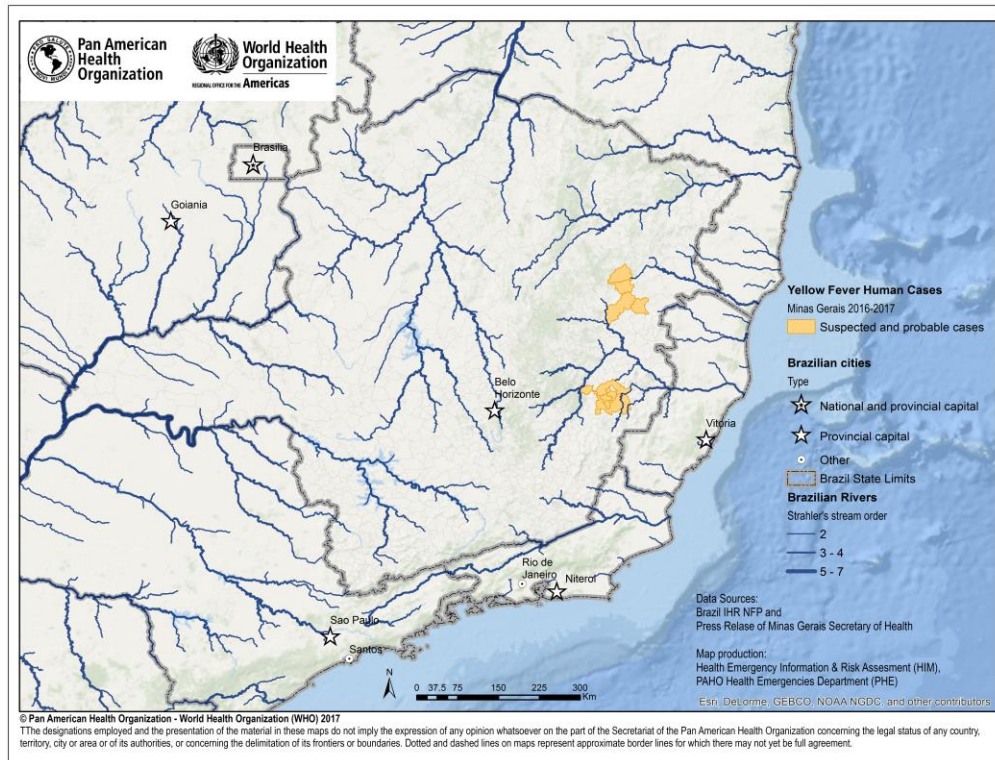 Pan American
Health
Organization
World Health
Organization
REGIONAL OFFICE FOR THE Americas
PRO SALUTE
NOVI MUNDI
Brasilia
Goiania
Belo
Horizonte
Vitoria
Rio de
Janeiro
Niteroi
Sao Paulo
Santos
Yellow Fever Human Cases
Minas Gerais 2016-2017
Suspected and probable cases
Brazilian cities
Type
National and provincial capital
Provincial capital
Other
Brazil State Limits
Brazilian Rivers
Strahler's stream order
2
3 - 4
5 - 7
Data Sources:
Brazil IHR NFP and
Press Relase of Minas Gerais Secretary of Health
Map production:
Health Emergency Information & Risk Assesment (HIM),
PAHO Health Emergencies Department (PHE)
N
0 37.5 75 150 225 300
Km
Esri, DeLorme, GEBCO, NOAA NGDC, and other contributors
© Pan American Health Organization - World Health Organization (WHO) 2017
TThe designations employed and the presentation of the material in these maps do not imply the expression of any opinion whatsoever on the part of the Secretariat of the Pan American Health Organization concerning the legal status of any country,
territory, city or area or of its authorities, or concerning the delimitation of its frontiers or boundaries. Dotted and dashed lines on maps represent approximate border lines for which there may not yet be full agreement.